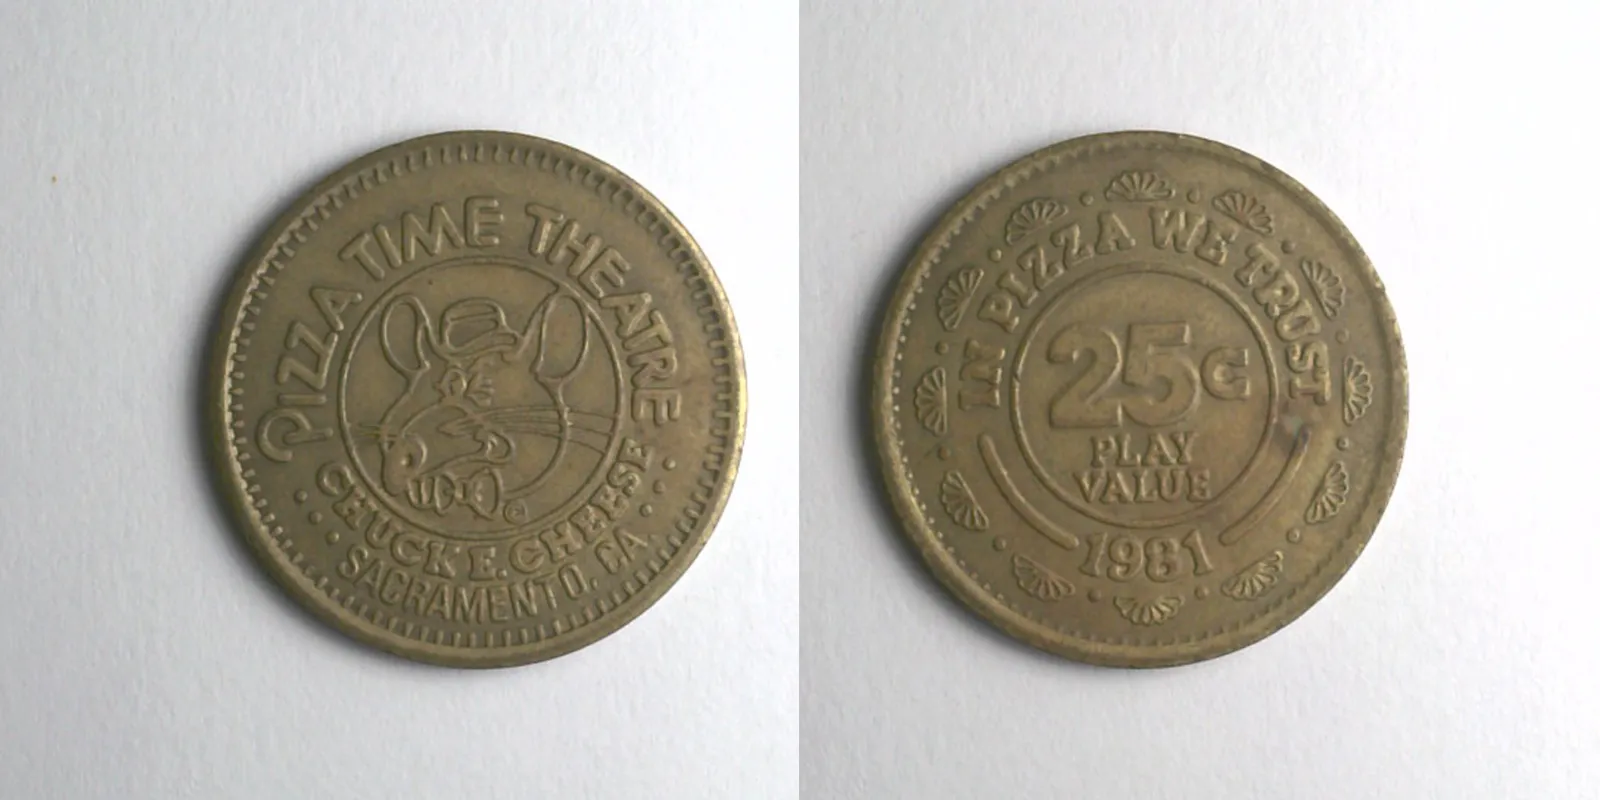 PIZZA TIME THEATRE
©
CHUCK E. CHEESE
SACRAMENTO, CA.
IN PIZZA WE TRUST
25¢
PLAY
VALUE
1981